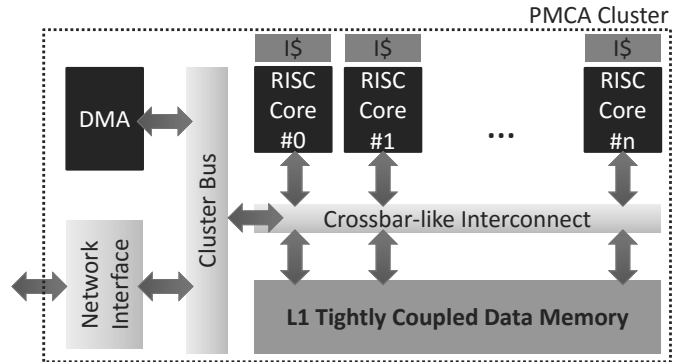 PMCA Cluster
I$
I$
I$
DMA
RISC
Core
#0
RISC
Core
#1
...
RISC
Core
#n
Cluster Bus
Crossbar-like Interconnect
Network
Interface
L1 Tightly Coupled Data Memory